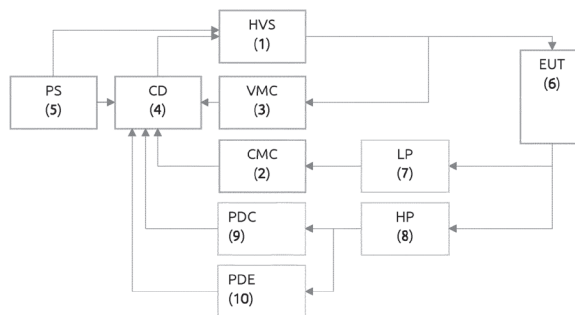 HVS
(1)
EUT
(6)
PS
(5)
CD
(4)
VMC
(3)
CMC
(2)
LP
(7)
PDC
(9)
HP
(8)
PDE
(10)